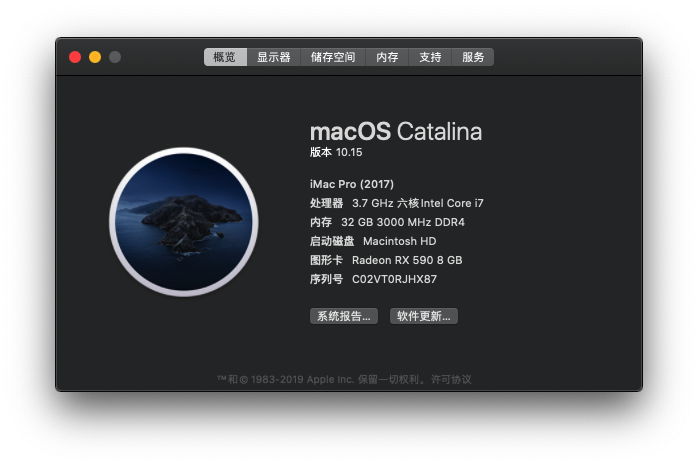 概览 显示器 储存空间 内存 支持 服务
macOS Catalina
版本 10.15
iMac Pro (2017)
处理器 3.7 GHz 六核Intel Core i7
内存 32 GB 3000 MHz DDR4
启动磁盘 Macintosh HD
图形卡 Radeon RX 590 8 GB
序列号 C02VT0RJHX87
系统报告... 软件更新...
™和© 1983-2019 Apple Inc. 保留一切权利。许可协议